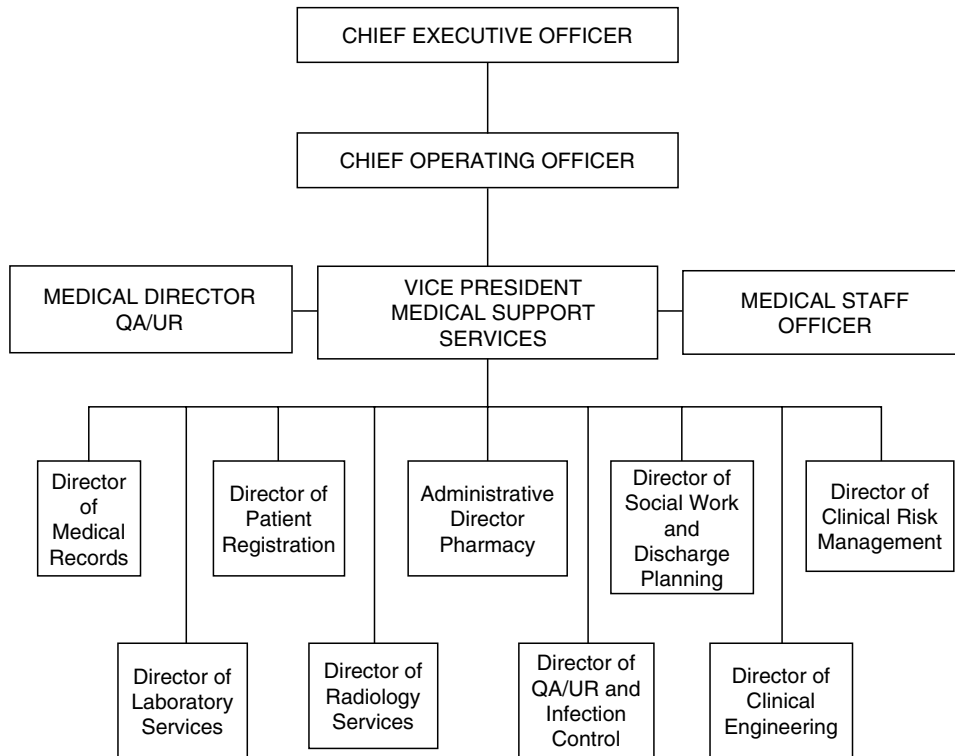 CHIEF EXECUTIVE OFFICER
CHIEF OPERATING OFFICER
MEDICAL DIRECTOR
QA/UR
VICE PRESIDENT
MEDICAL SUPPORT
SERVICES
MEDICAL STAFF
OFFICER
Director
of
Medical
Records
Director of
Patient
Registration
Administrative
Director
Pharmacy
Director of
Social Work
and
Discharge
Planning
Director of
Clinical Risk
Management
Director of
Laboratory
Services
Director of
Radiology
Services
Director of
QA/UR and
Infection
Control
Director of
Clinical
Engineering